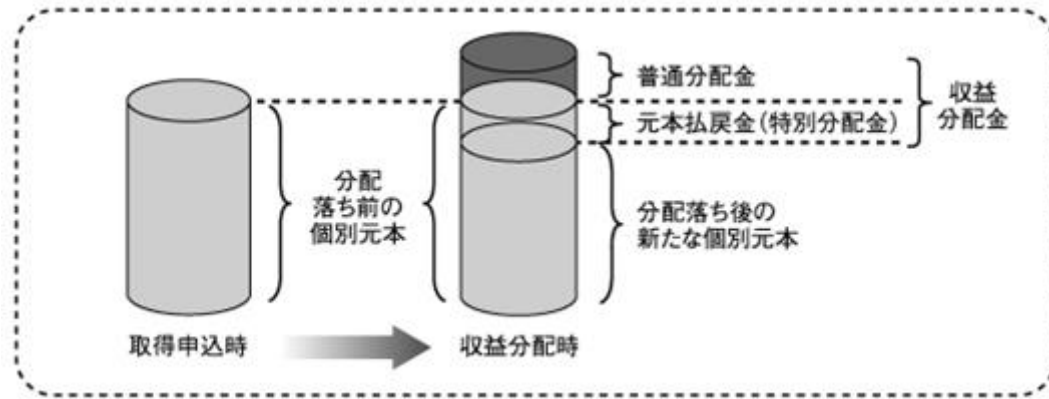 普通分配金
収益
分配金
元本払戻金(特別分配金)
分配
落ち前の
個別元本
分配落ち後の
新たな個別元本
取得申込時
収益分配時